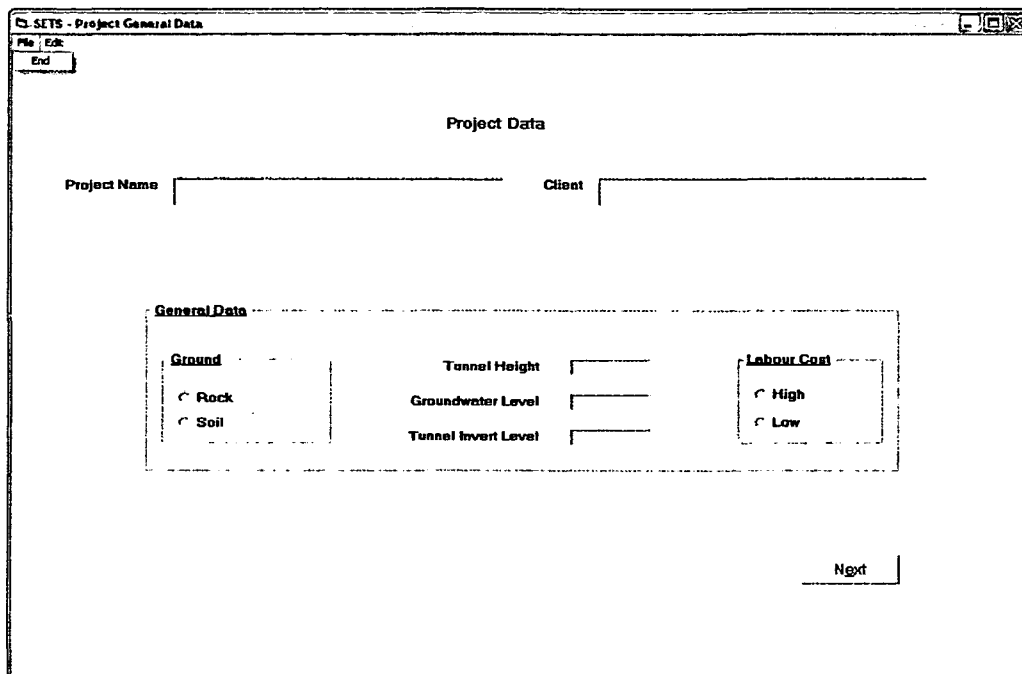 SETS - Project General Data
File Edit
End
Project Data
Project Name Client
General Data
Ground Tunnel Height Labour Cost
Rock Groundwater Level High
Soil Tunnel Invert Level Low
Next